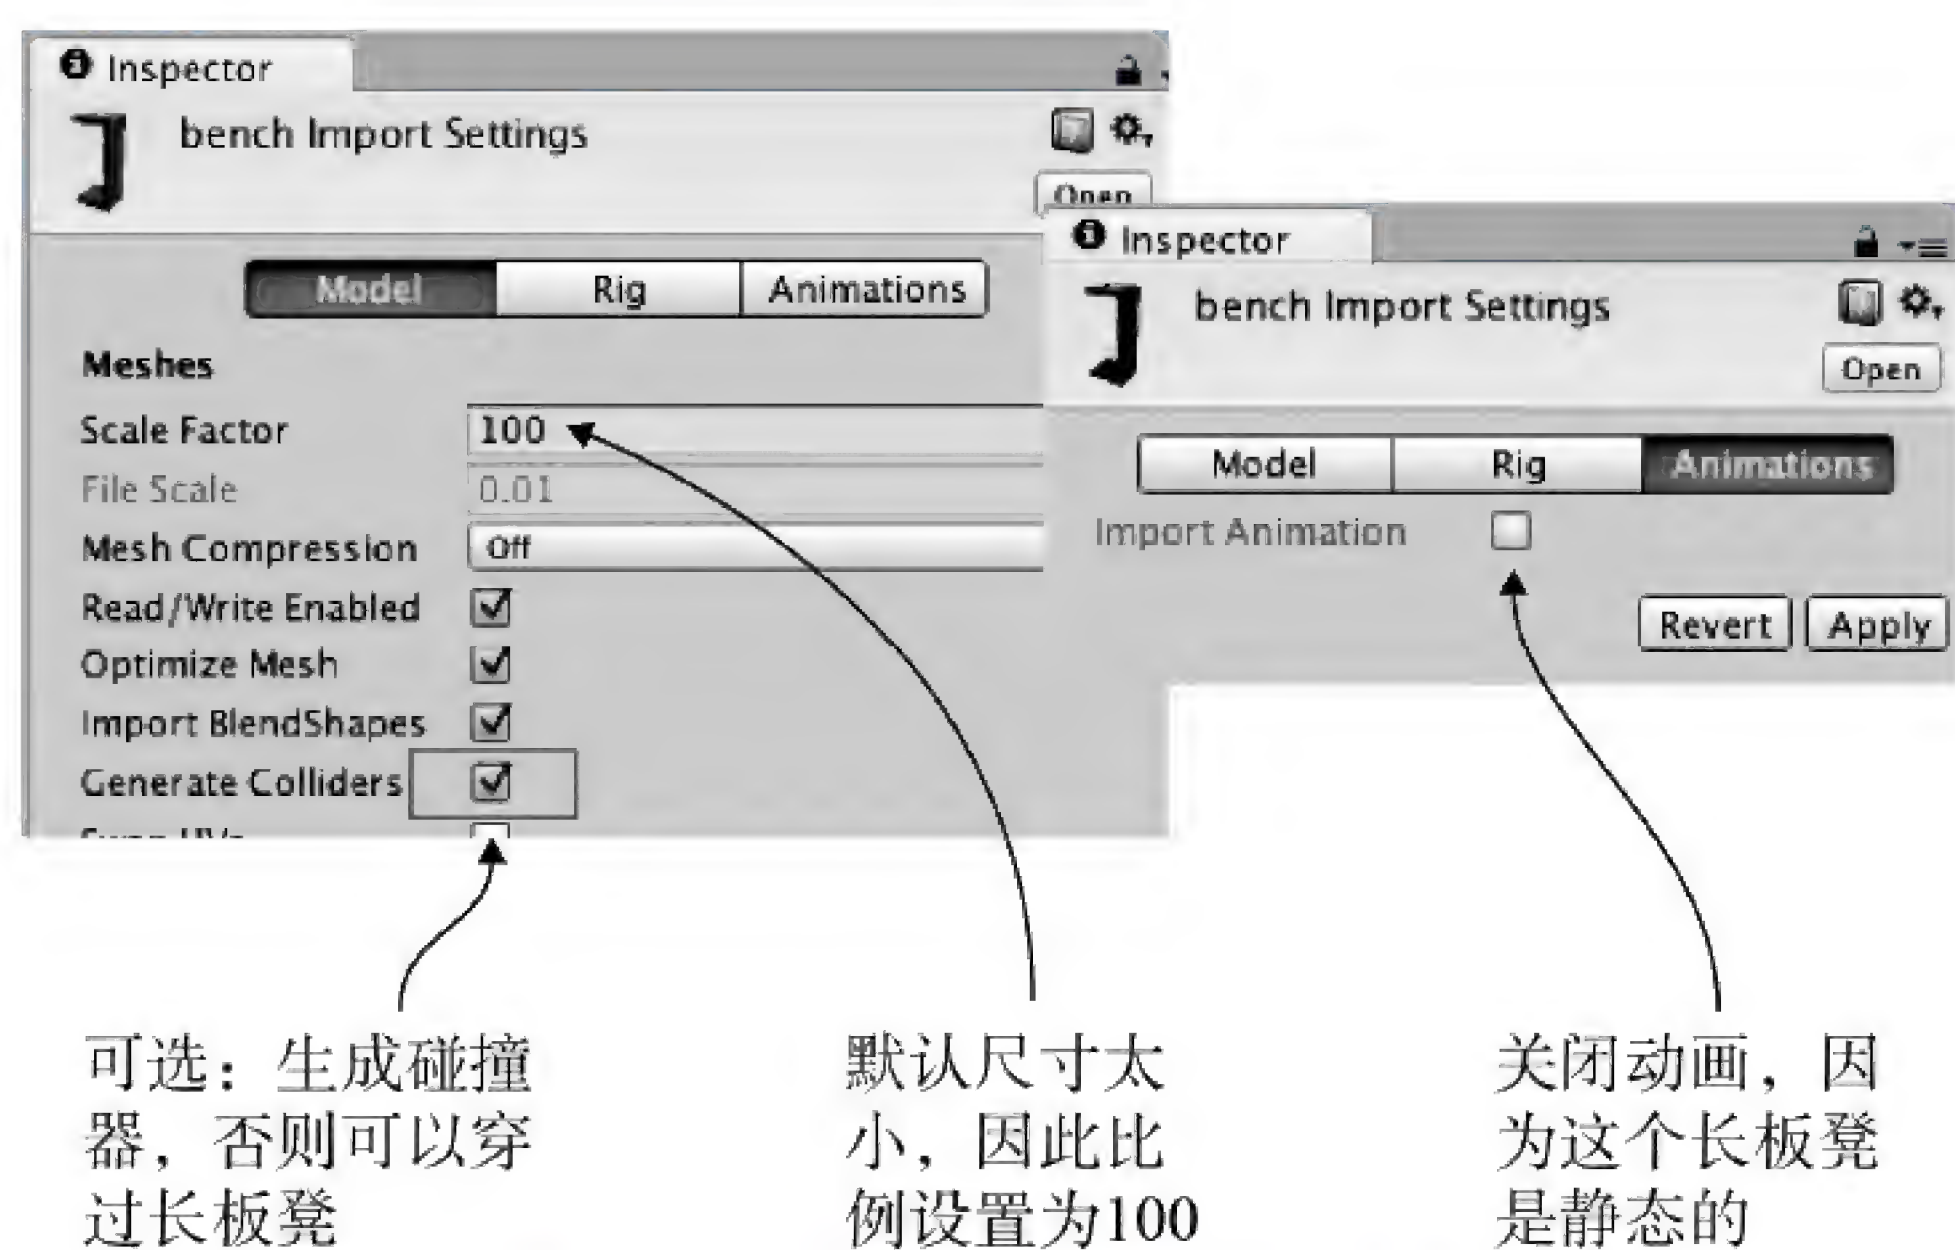 Inspector
bench Import Settings
Open
Model Rig Animations
Meshes
Scale Factor 100
File Scale 0.01
Mesh Compression Off
Read/Write Enabled
Optimize Mesh
Import BlendShapes
Generate Colliders
Inspector
bench Import Settings
Open
Model Rig Animations
Import Animation
Revert Apply
可选：生成碰撞
器，否则可以穿
过长板凳
默认尺寸太
小，因此比
例设置为100
关闭动画，因
为这个长板凳
是静态的